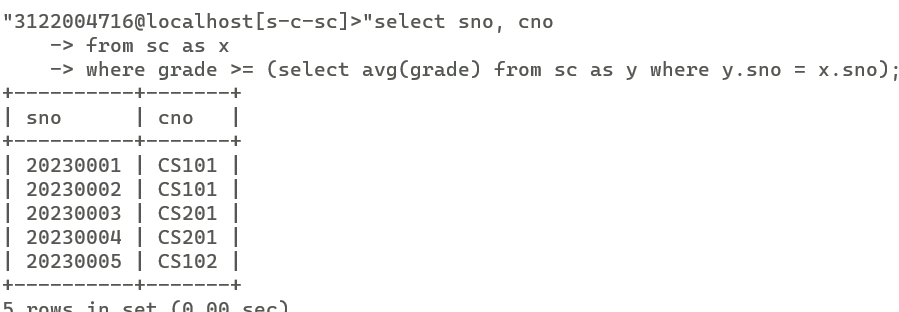 "3122004716@localhost[s-c-sc]>"select sno, cno
    -> from sc as x
    -> where grade >= (select avg(grade) from sc as y where y.sno = x.sno);
+----------+-------+
| sno      | cno   |
+----------+-------+
| 20230001 | CS101 |
| 20230002 | CS101 |
| 20230003 | CS201 |
| 20230004 | CS201 |
| 20230005 | CS102 |
+----------+-------+
5 rows in set (0.00 sec)